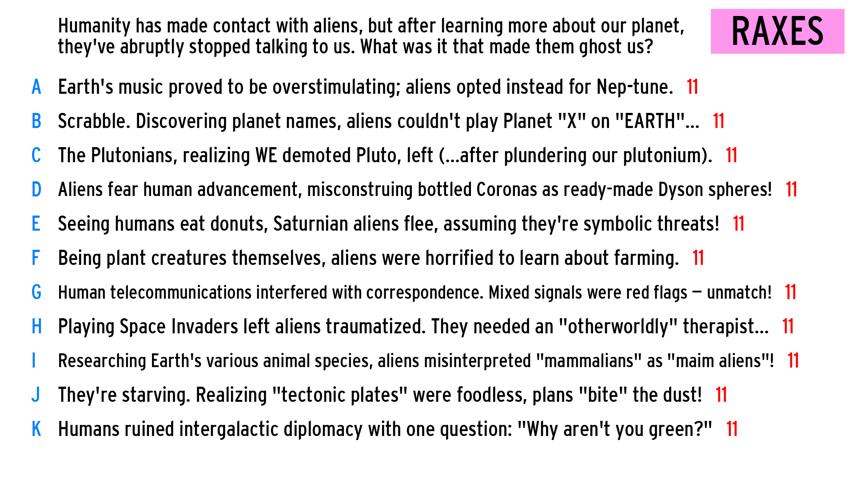 Humanity has made contact with aliens, but after learning more about our planet,
they've abruptly stopped talking to us. What was it that made them ghost us?
RAXES
A Earth's music proved to be overstimulating; aliens opted instead for Nep-tune. 11
B Scrabble. Discovering planet names, aliens couldn't play Planet "X" on "EARTH"... 11
C The Plutonians, realizing WE demoted Pluto, left (...after plundering our plutonium). 11
D Aliens fear human advancement, misconstruing bottled Coronas as ready-made Dyson spheres! 11
E Seeing humans eat donuts, Saturnian aliens flee, assuming they're symbolic threats! 11
F Being plant creatures themselves, aliens were horrified to learn about farming. 11
G Human telecommunications interfered with correspondence. Mixed signals were red flags – unmatch! 11
H Playing Space Invaders left aliens traumatized. They needed an "otherworldly" therapist... 11
I Researching Earth's various animal species, aliens misinterpreted "mammalians" as "maim aliens"! 11
J They're starving. Realizing "tectonic plates" were foodless, plans "bite" the dust! 11
K Humans ruined intergalactic diplomacy with one question: "Why aren't you green?" 11